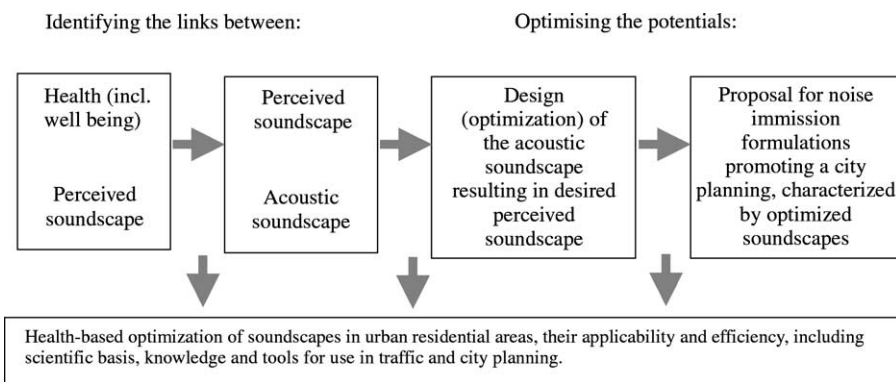 Identifying the links between:
Optimising the potentials:
Health (incl.
well being)
Perceived
soundscape
Perceived
soundscape
Acoustic
soundscape
Design
(optimization) of
the acoustic
soundscape
resulting in desired
perceived
soundscape
Proposal for noise
immission
formulations
promoting a city
planning, characterized
by optimized
soundscapes
Health-based optimization of soundscapes in urban residential areas, their applicability and efficiency, including
scientific basis, knowledge and tools for use in traffic and city planning.